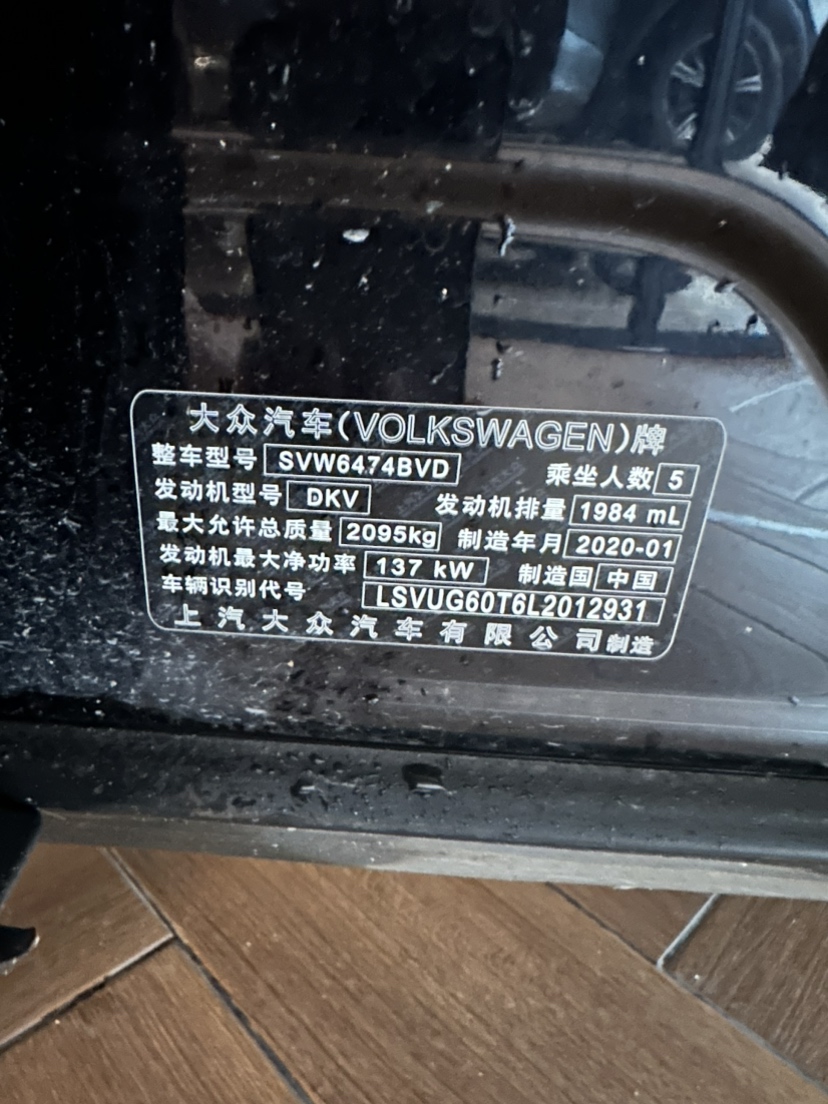 大众汽车(VOLKSWAGEN)牌
整车型号 SVW6474BVD 乘坐人数 5
发动机型号 DKV 发动机排量 1984 mL
最大允许总质量 2095kg 制造年月 2020-01
发动机最大净功率 137 kW 制造国 中国
车辆识别代号 LSVUG60T6L2012931
上汽大众汽车有限公司制造